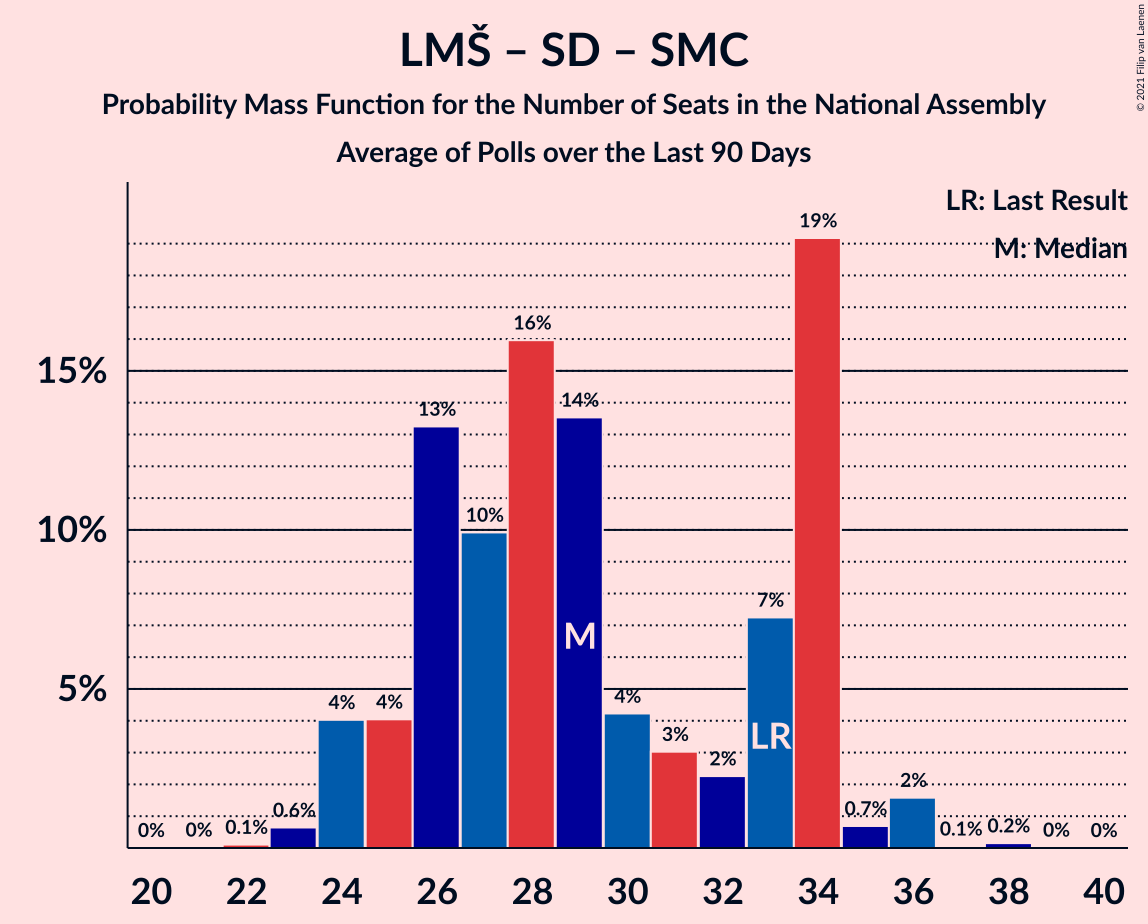 LMŠ – SD – SMC
Probability Mass Function for the Number of Seats in the National Assembly
Average of Polls over the Last 90 Days
© 2021 Filip van Laenen
LR: Last Result
M: Median
19%
16%
15%
14%
13%
10%
10%
7%
M
5%
4%
4%
4%
LR
3%
2%
2%
0.7%
0.6%
0.1%
0.2%
0.1%
0%
0%
0%
0%
20 22 24 26 28 30 32 34 36 38 40